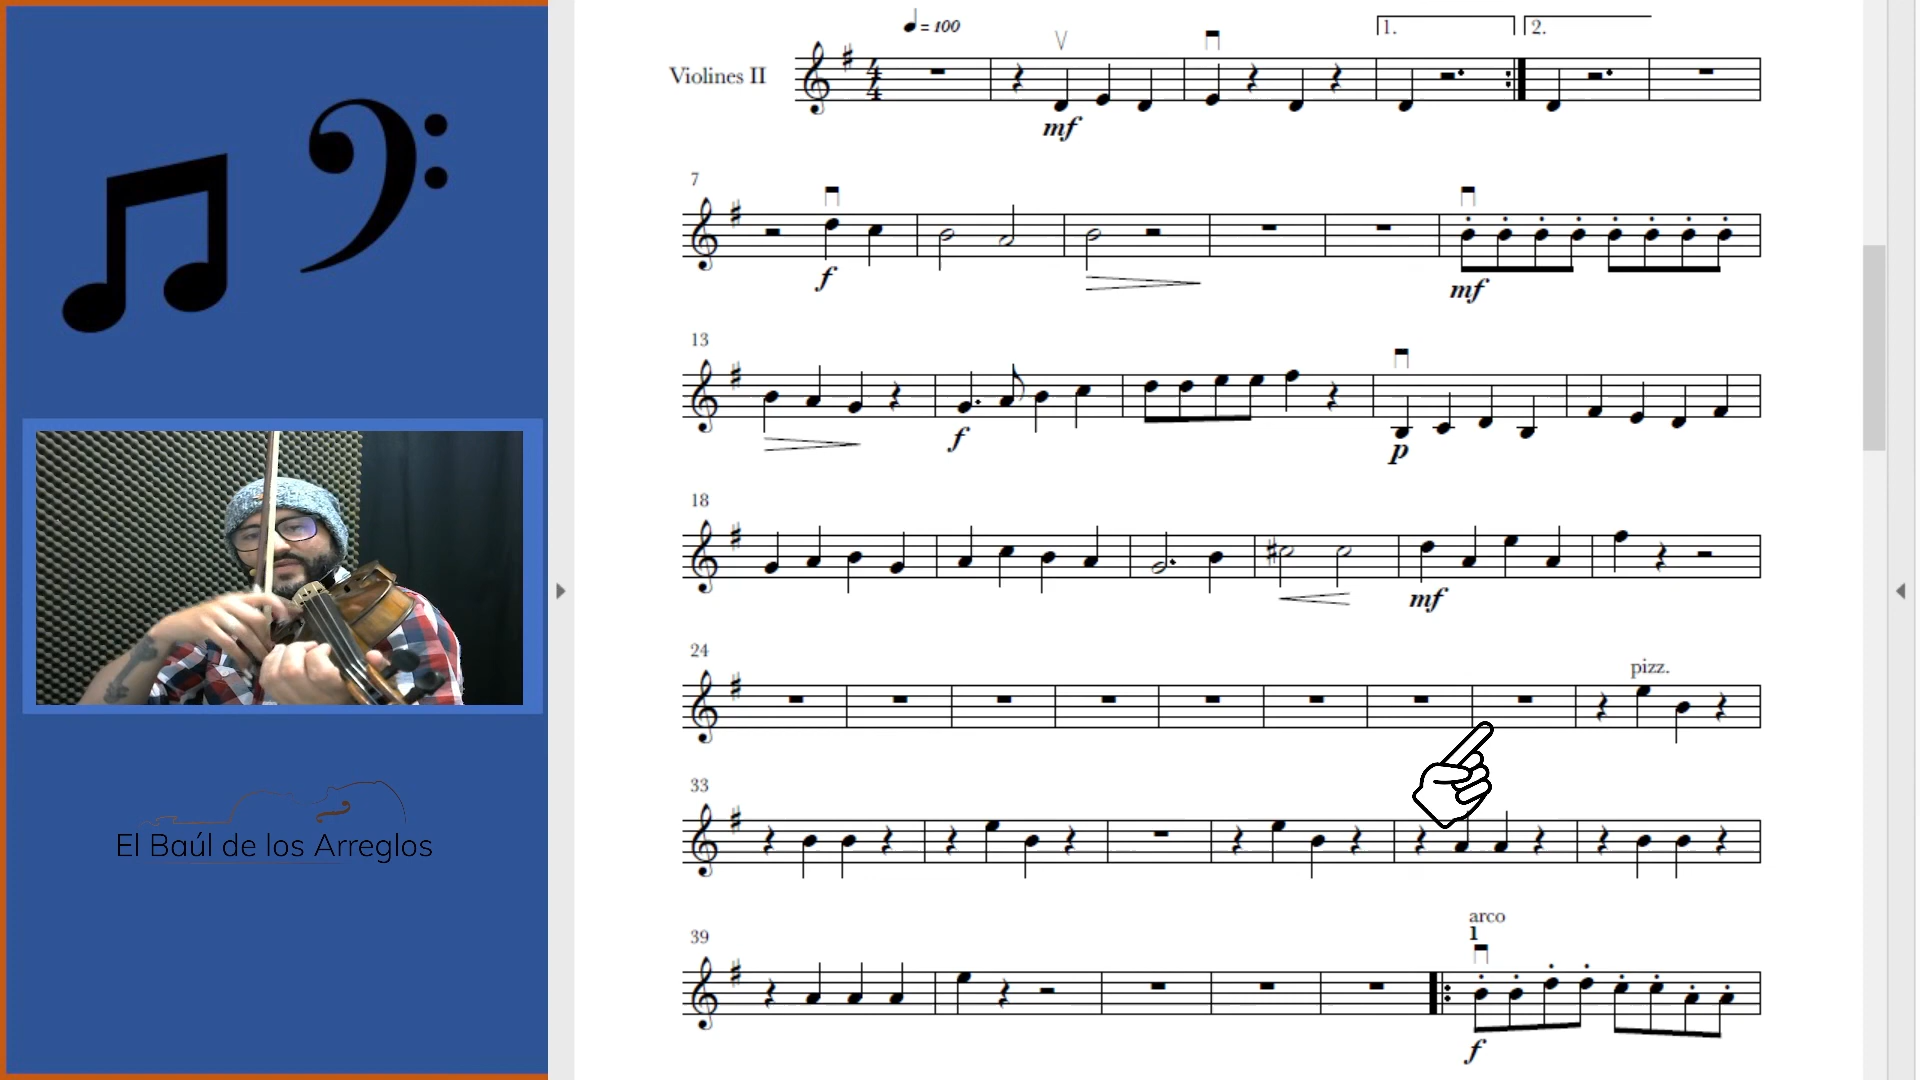 = 100
1.
2.
Violines II
mf
7
f
mf
13
f
p
18
mf
24
pizz.
33
39
arco
1
f
El Baúl de los Arreglos